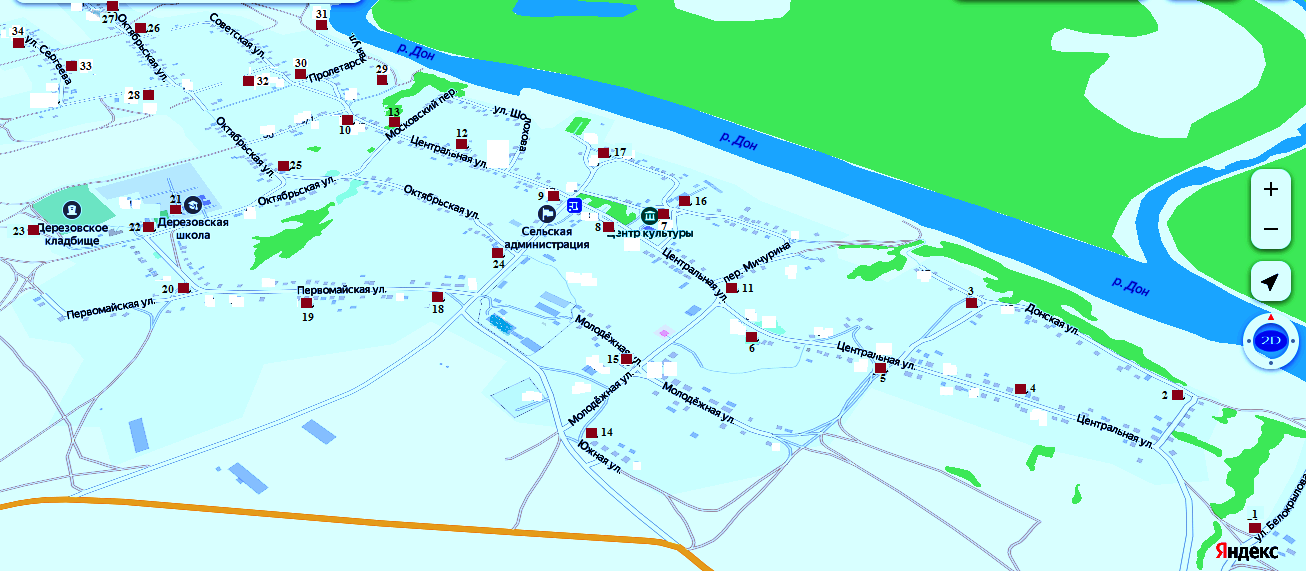 31
27
26
Октябрьская ул.
Советская ул.
р. Дон
34
ул. Сергеева
33
30
Пролетарск
29
32
28
13
Московский пер.
ул. Шолохова
10
12
Центральная ул.
р. Дон
Октябрьская ул.
17
25
Октябрьская ул.
Октябрьская ул.
9
16
21
Дерезовская
школа
22
23
Дерезовское
кладбище
8
7
Центр культуры
Сельская
администрация
24
Центральная ул.
пер. Мичурина
11
р. Дон
3
Донская ул.
20
Первомайская ул.
Первомайская ул.
19
18
Молодёжная ул.
15
6
2D
Центральная ул.
5
4
2
Молодёжная ул.
Молодёжная ул.
Центральная ул.
14
Южная ул.
1
ул. Белокрылова
Яндекс